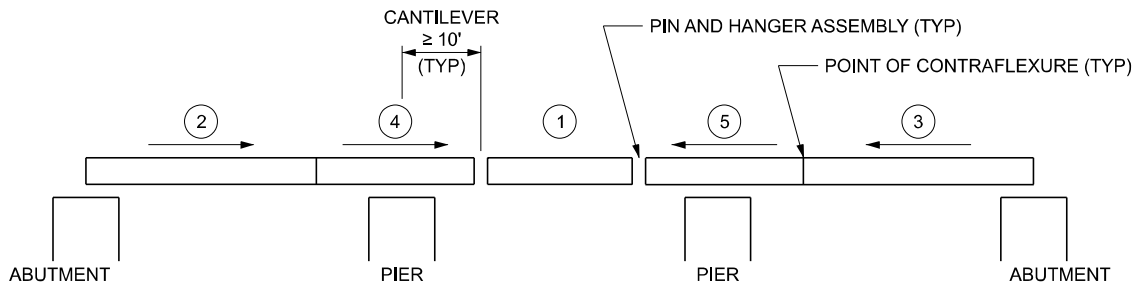 CANTILEVER
≥ 10'
(TYP)
PIN AND HANGER ASSEMBLY (TYP)
POINT OF CONTRAFLEXURE (TYP)
2
4
1
5
3
ABUTMENT
PIER
PIER
ABUTMENT